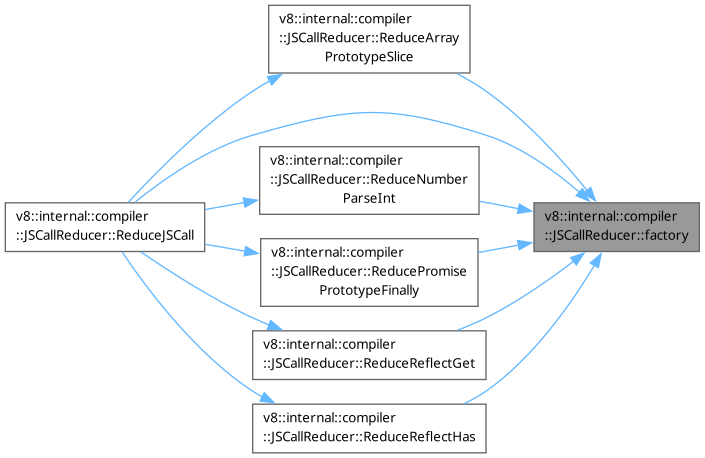 v8::internal::compiler
::JSCallReducer::ReduceArray
PrototypeSlice
v8::internal::compiler
::JSCallReducer::ReduceNumber
ParseInt
v8::internal::compiler
::JSCallReducer::ReduceJSCall
v8::internal::compiler
::JSCallReducer::factory
v8::internal::compiler
::JSCallReducer::ReducePromise
PrototypeFinally
v8::internal::compiler
::JSCallReducer::ReduceReflectGet
v8::internal::compiler
::JSCallReducer::ReduceReflectHas